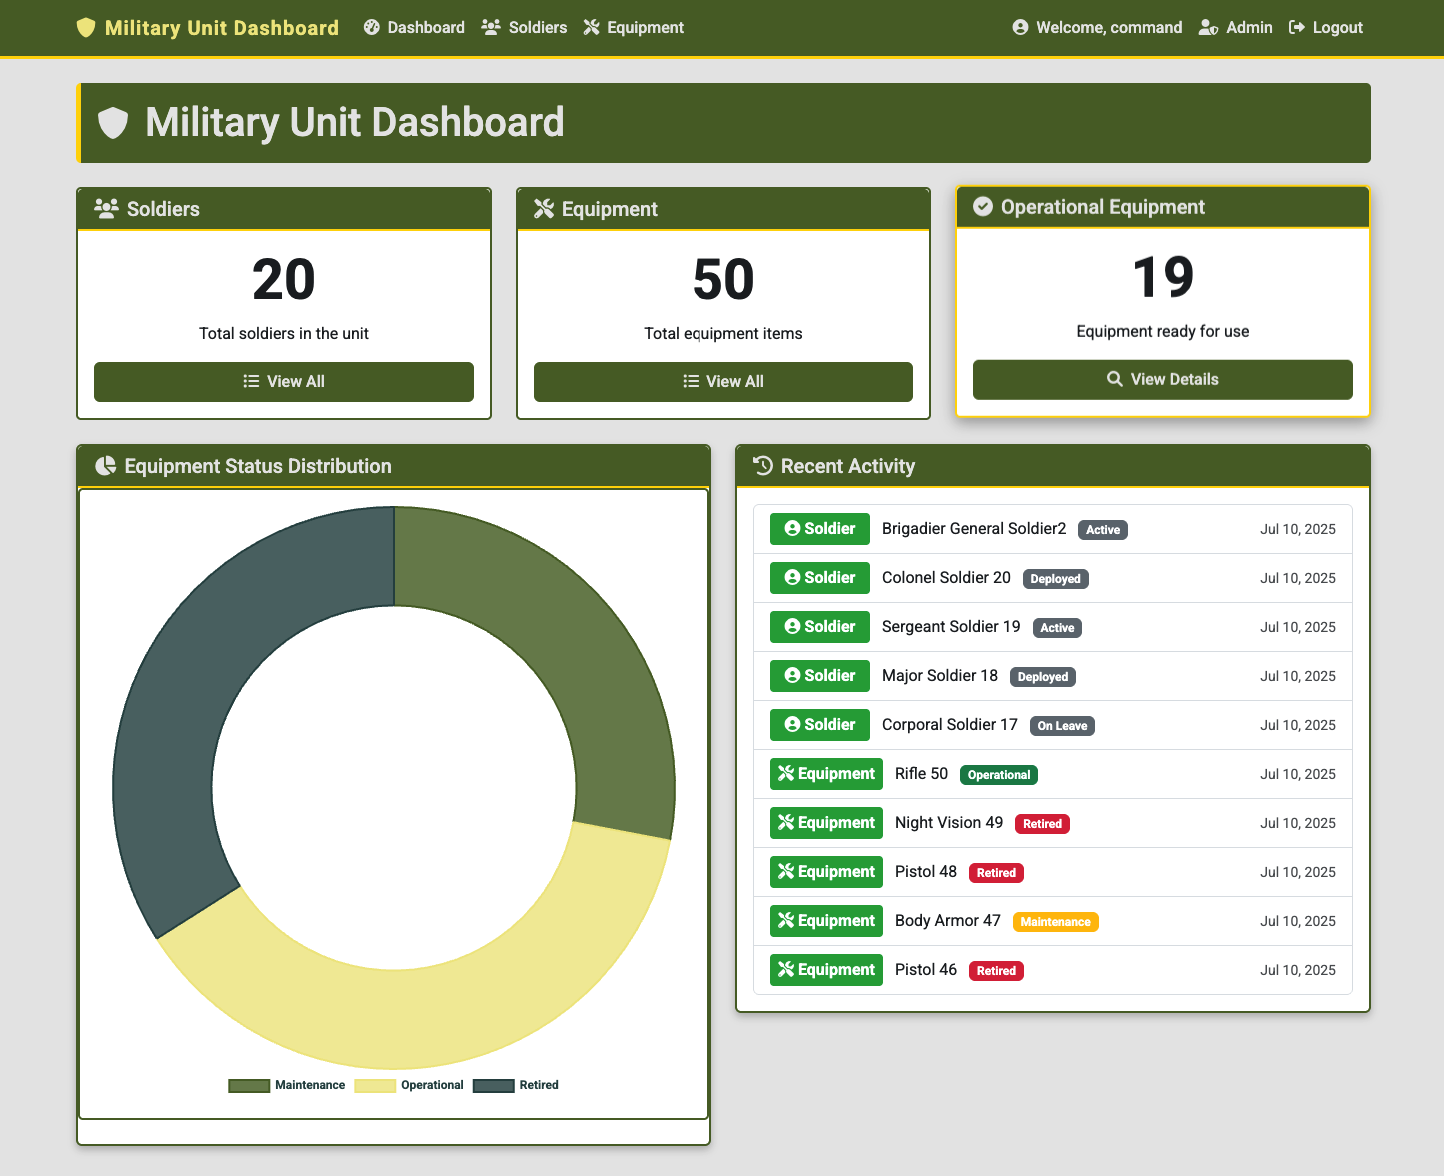 Military Unit Dashboard Dashboard Soldiers Equipment Welcome, command Admin Logout
Military Unit Dashboard
Soldiers
20
Total soldiers in the unit
View All
Equipment
50
Total equipment items
View All
Operational Equipment
19
Equipment ready for use
View Details
Equipment Status Distribution
Maintenance Operational Retired
Recent Activity
Soldier Brigadier General Soldier2 Active Jul 10, 2025
Soldier Colonel Soldier 20 Deployed Jul 10, 2025
Soldier Sergeant Soldier 19 Active Jul 10, 2025
Soldier Major Soldier 18 Deployed Jul 10, 2025
Soldier Corporal Soldier 17 On Leave Jul 10, 2025
Equipment Rifle 50 Operational Jul 10, 2025
Equipment Night Vision 49 Retired Jul 10, 2025
Equipment Pistol 48 Retired Jul 10, 2025
Equipment Body Armor 47 Maintenance Jul 10, 2025
Equipment Pistol 46 Retired Jul 10, 2025